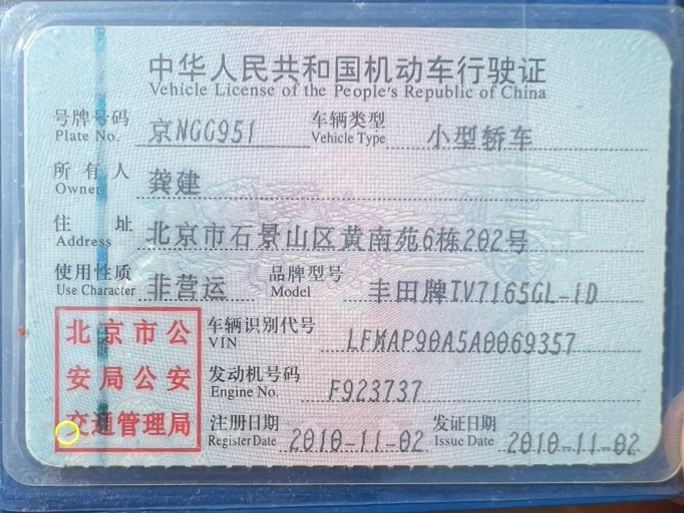 中华人民共和国机动车行驶证
Vehicle License of the People's Republic of China
号牌号码 京NGG951 车辆类型 小型轿车
Plate No. Vehicle Type
所有人 龚建
Owner
住址 北京市石景山区黄南苑6栋202号
Address
使用性质 非营运 品牌型号 丰田牌TV7165GL-1D
Use Character Model
北京市公安局公安交通管理局
车辆识别代号 LFMAP90A5A0069357
VIN
发动机号码 F923737
Engine No.
注册日期 2010-11-02 发证日期 2010-11-02
Register Date Issue Date